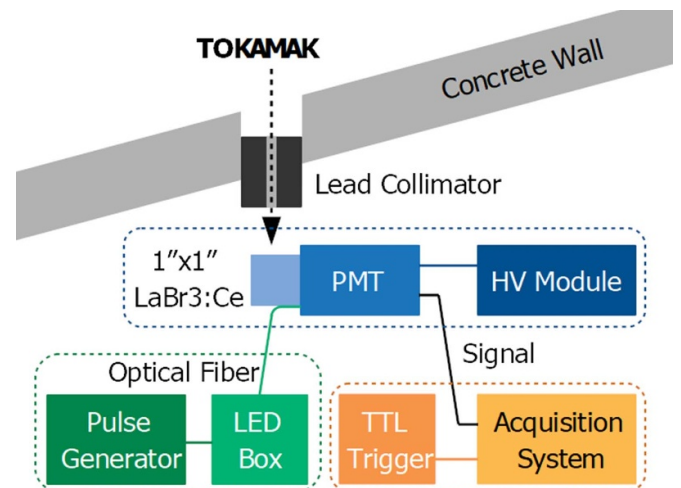 TOKAMAK
Concrete Wall
Lead Collimator
1”x1”
LaBr3:Ce
PMT
HV Module
Signal
Optical Fiber
Pulse
Generator
LED
Box
TTL
Trigger
Acquisition
System